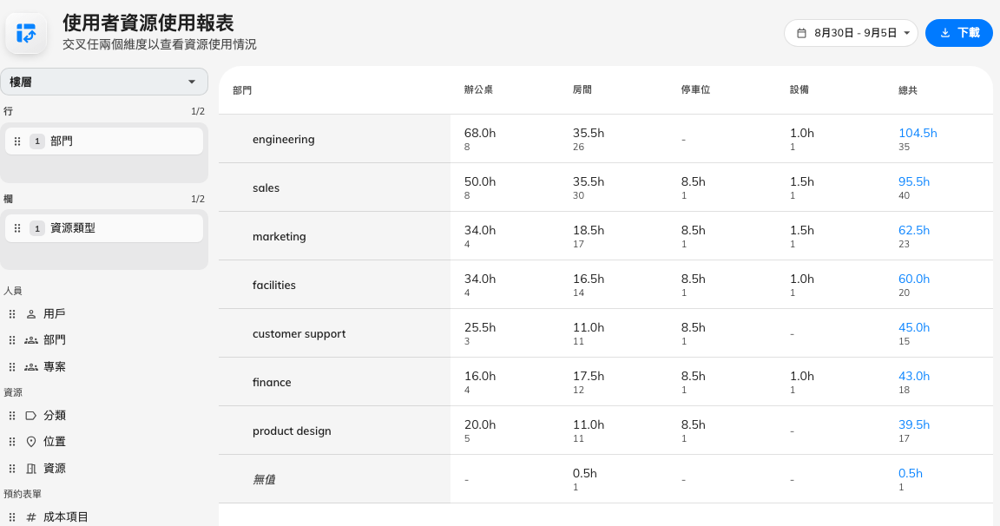 使用者資源使用報表
交叉任兩個維度以查看資源使用情況
8月30日 - 9月5日
下載
樓層
行 1/2
1 部門
欄 1/2
1 資源類型
人員
用戶
部門
專案
資源
分類
位置
資源
預約表單
成本項目
部門 辦公桌 房間 停車位 設備 總共
engineering 68.0h 35.5h - 1.0h 104.5h
8 26 1 35
sales 50.0h 35.5h 8.5h 1.5h 95.5h
8 30 1 1 40
marketing 34.0h 18.5h 8.5h 1.5h 62.5h
4 17 1 1 23
facilities 34.0h 16.5h 8.5h 1.0h 60.0h
4 14 1 1 20
customer support 25.5h 11.0h 8.5h - 45.0h
3 11 1 15
finance 16.0h 17.5h 8.5h 1.0h 43.0h
4 12 1 1 18
product design 20.0h 11.0h 8.5h - 39.5h
5 11 1 17
無值 - 0.5h - - 0.5h
1 1